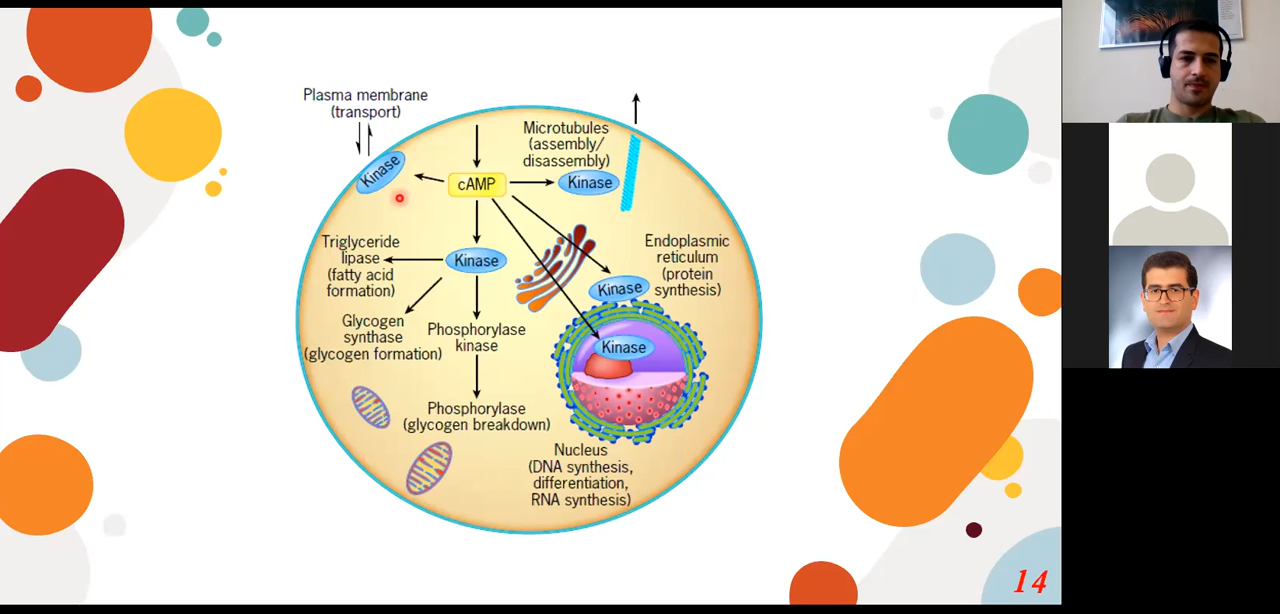 Plasma membrane
(transport)
Kinase
cAMP
Microtubules
(assembly/
disassembly)
Kinase
Triglyceride
lipase
(fatty acid
formation)
Kinase
Endoplasmic
reticulum
(protein
synthesis)
Kinase
Glycogen
synthase
(glycogen formation)
Phosphorylase
kinase
Kinase
Phosphorylase
(glycogen breakdown)
Nucleus
(DNA synthesis,
differentiation,
RNA synthesis)
14